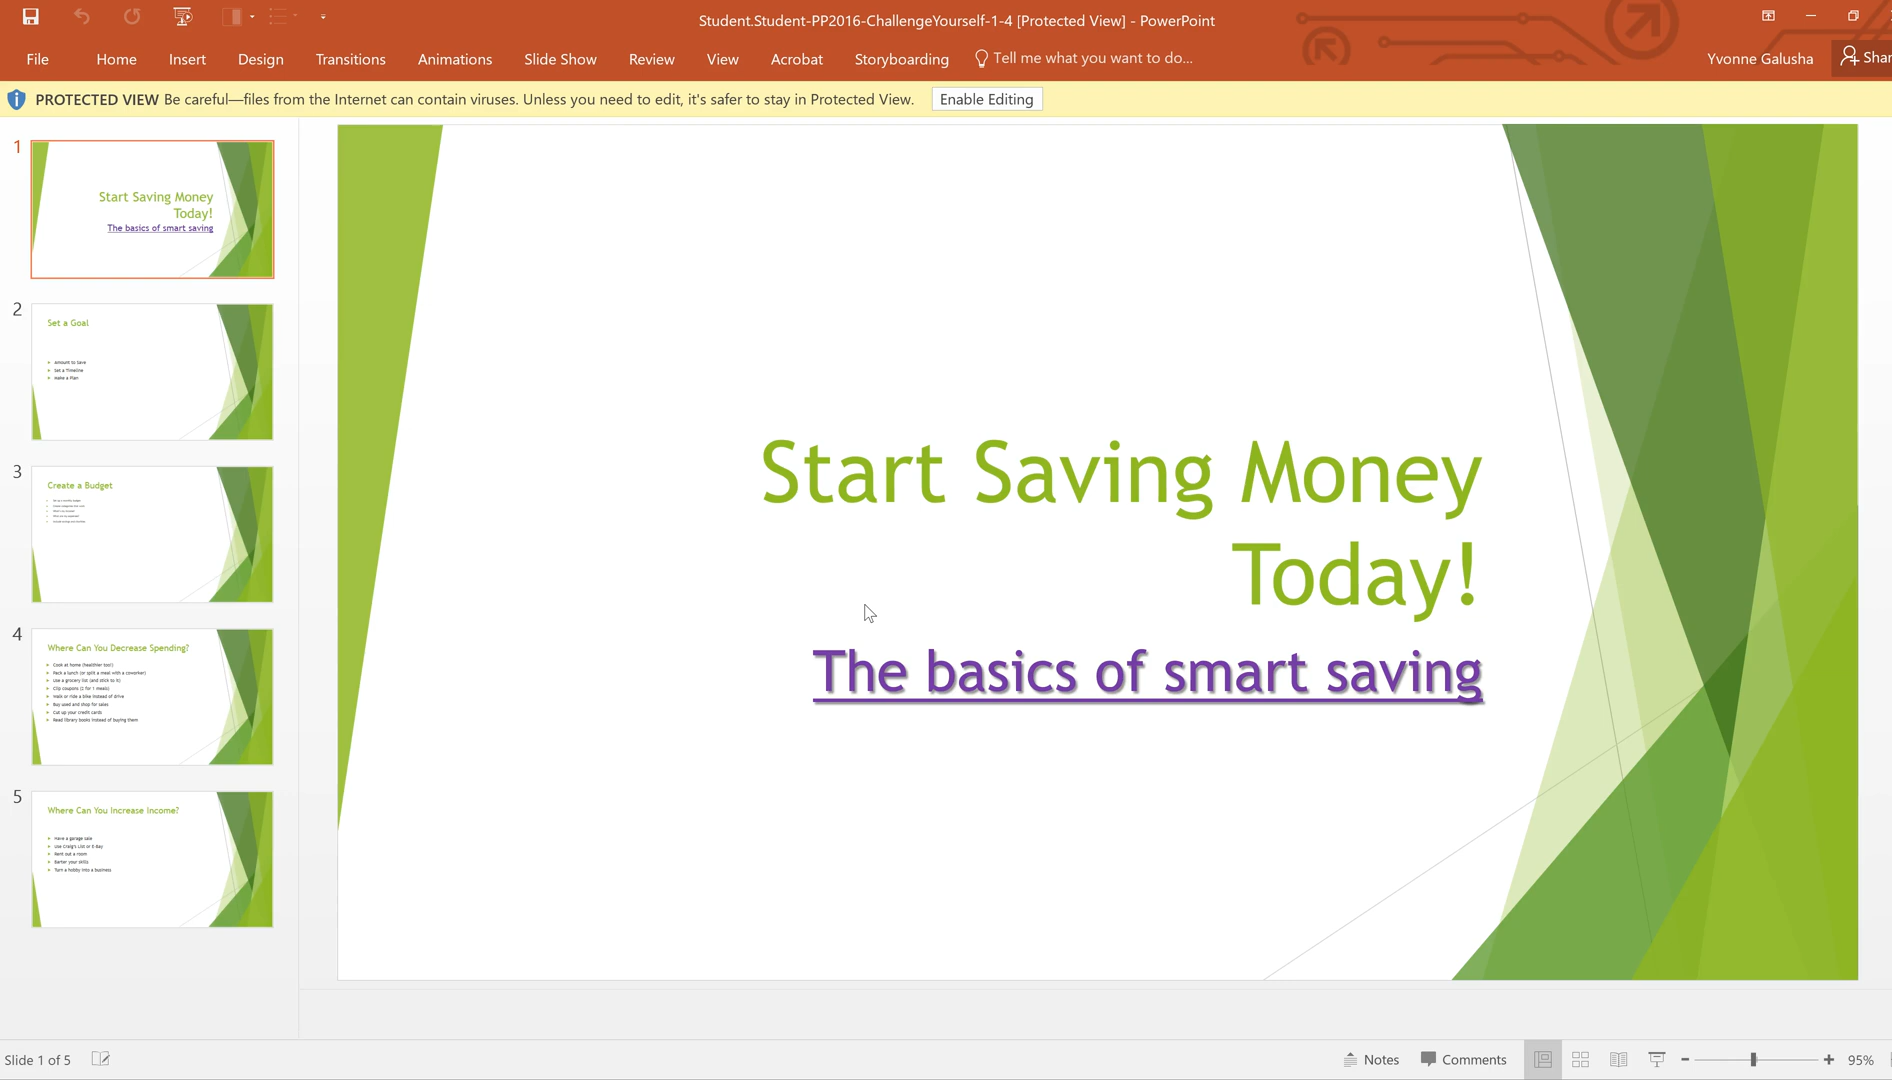 Student.Student-PP2016-ChallengeYourself-1-4 [Protected View] - PowerPoint
File Home Insert Design Transitions Animations Slide Show Review View Acrobat Storyboarding Tell me what you want to do... Yvonne Galusha Shar
PROTECTED VIEW Be careful—files from the Internet can contain viruses. Unless you need to edit, it's safer to stay in Protected View. Enable Editing
1
Start Saving Money
Today!
The basics of smart saving
2
Set a Goal
Amount to Save
Set a Timeline
Make a Plan
3
Create a Budget
4
Where Can You Decrease Spending?
Cook at home (healthier too!)
Pack a lunch (or split a meal with a coworker)
Use a grocery list (and stick to it)
Clip coupons (2 for 1 meals)
Walk or ride a bike instead of drive
Buy used and shop for sales
Cut up your credit cards
Read library books instead of buying them
5
Where Can You Increase Income?
Have a garage sale
Use Craig's List or E-Bay
Rent out a room
Barter your skills
Turn a hobby into a business
Start Saving Money
Today!
The basics of smart saving
Slide 1 of 5 Notes Comments 95%